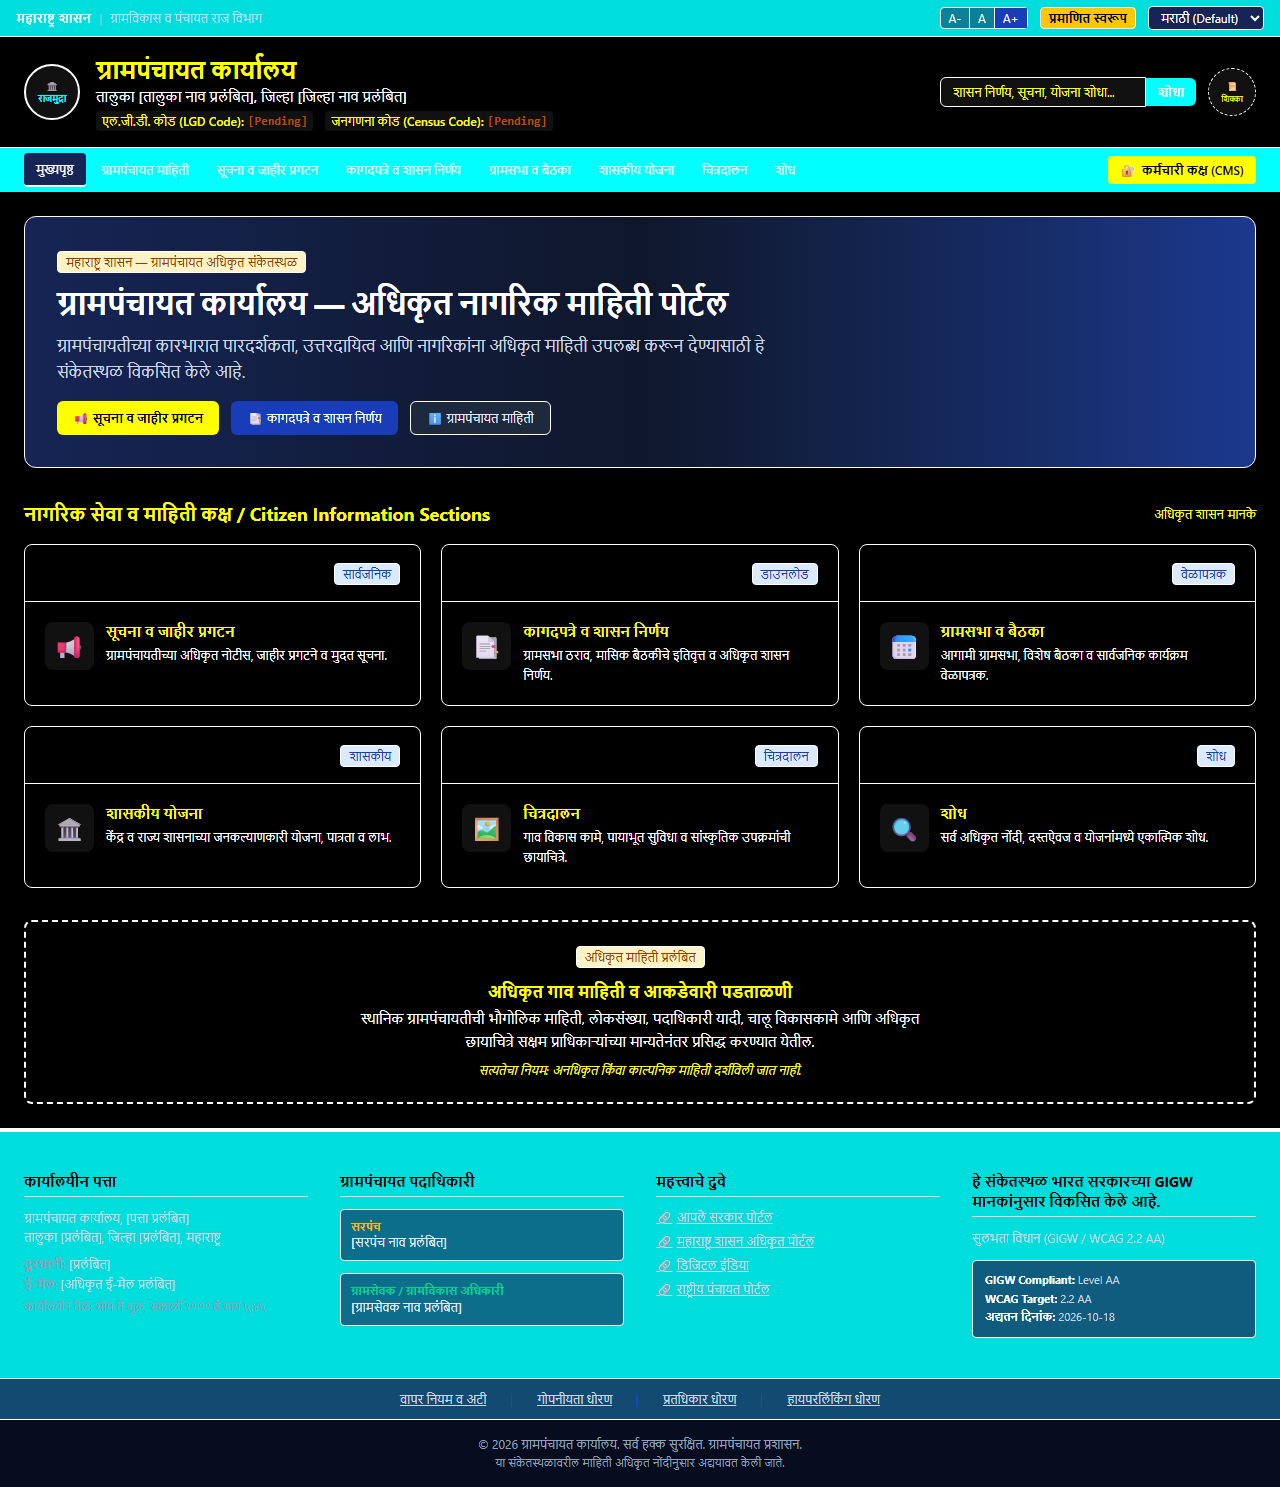 महाराष्ट्र शासन | ग्रामविकास व पंचायत राज विभाग
A- A A+ प्रमाणित स्वरूप मराठी (Default)
राजमुद्रा
ग्रामपंचायत कार्यालय
तालुका [तालुका नाव प्रलंबित], जिल्हा [जिल्हा नाव प्रलंबित]
एल.जी.डी. कोड (LGD Code): [Pending] जनगणना कोड (Census Code): [Pending]
शासन निर्णय, सूचना, योजना शोधा... शोधा
शिक्का
मुख्यपृष्ठ ग्रामपंचायत माहिती सूचना व जाहीर प्रगटन कागदपत्रे व शासन निर्णय ग्रामसभा व बैठका शासकीय योजना चित्रदालन शोध कर्मचारी कक्ष (CMS)
महाराष्ट्र शासन — ग्रामपंचायत अधिकृत संकेतस्थळ
ग्रामपंचायत कार्यालय — अधिकृत नागरिक माहिती पोर्टल
ग्रामपंचायतीच्या कारभारात पारदर्शकता, उत्तरदायित्व आणि नागरिकांना अधिकृत माहिती उपलब्ध करून देण्यासाठी हे
संकेतस्थळ विकसित केले आहे.
सूचना व जाहीर प्रगटन कागदपत्रे व शासन निर्णय ग्रामपंचायत माहिती
नागरिक सेवा व माहिती कक्ष / Citizen Information Sections
अधिकृत शासन मानके
सार्वजनिक
सूचना व जाहीर प्रगटन
ग्रामपंचायतीच्या अधिकृत नोटीस, जाहीर प्रगटने व मुदत सूचना.
डाउनलोड
कागदपत्रे व शासन निर्णय
ग्रामसभा ठराव, मासिक बैठकीचे इतिवृत्त व अधिकृत शासन
निर्णय.
वेळापत्रक
ग्रामसभा व बैठका
आगामी ग्रामसभा, विशेष बैठका व सार्वजनिक कार्यक्रम
वेळापत्रक.
शासकीय
शासकीय योजना
केंद्र व राज्य शासनाच्या जनकल्याणकारी योजना, पात्रता व लाभ.
चित्रदालन
चित्रदालन
गाव विकास कामे, पायाभूत सुविधा व सांस्कृतिक उपक्रमांची
छायाचित्रे.
शोध
शोध
सर्व अधिकृत नोंदी, दस्तऐवज व योजनांमध्ये एकात्मिक शोध.
अधिकृत माहिती प्रलंबित
अधिकृत गाव माहिती व आकडेवारी पडताळणी
स्थानिक ग्रामपंचायतीची भौगोलिक माहिती, लोकसंख्या, पदाधिकारी यादी, चालू विकासकामे आणि अधिकृत
छायाचित्रे सक्षम प्राधिकाऱ्यांच्या मान्यतेनंतर प्रसिद्ध करण्यात येतील.
सत्यतेचा नियम: अनधिकृत किंवा काल्पनिक माहिती दर्शविली जात नाही.
कार्यालयीन पत्ता
ग्रामपंचायत कार्यालय, [पत्ता प्रलंबित]
तालुका [प्रलंबित], जिल्हा [प्रलंबित], महाराष्ट्र
दूरध्वनी: [प्रलंबित]
ई-मेल: [अधिकृत ई-मेल प्रलंबित]
ग्रामपंचायत पदाधिकारी
सरपंच
[सरपंच नाव प्रलंबित]
ग्रामसेवक / ग्रामविकास अधिकारी
[ग्रामसेवक नाव प्रलंबित]
महत्त्वाचे दुवे
आपले सरकार पोर्टल
महाराष्ट्र शासन अधिकृत पोर्टल
डिजिटल इंडिया
राष्ट्रीय पंचायत पोर्टल
हे संकेतस्थळ भारत सरकारच्या GIGW
मानकांनुसार विकसित केले आहे.
सुलभता विधान (GIGW / WCAG 2.2 AA)
GIGW Compliant: Level AA
WCAG Target: 2.2 AA
अद्यतन दिनांक: 2026-10-18
वापर नियम व अटी | गोपनीयता धोरण | प्रतधिकार धोरण | हायपरलिंकिंग धोरण
© 2026 ग्रामपंचायत कार्यालय. सर्व हक्क सुरक्षित. ग्रामपंचायत प्रशासन.
या संकेतस्थळावरील माहिती अधिकृत नोंदीनुसार अद्ययावत केली जाते.